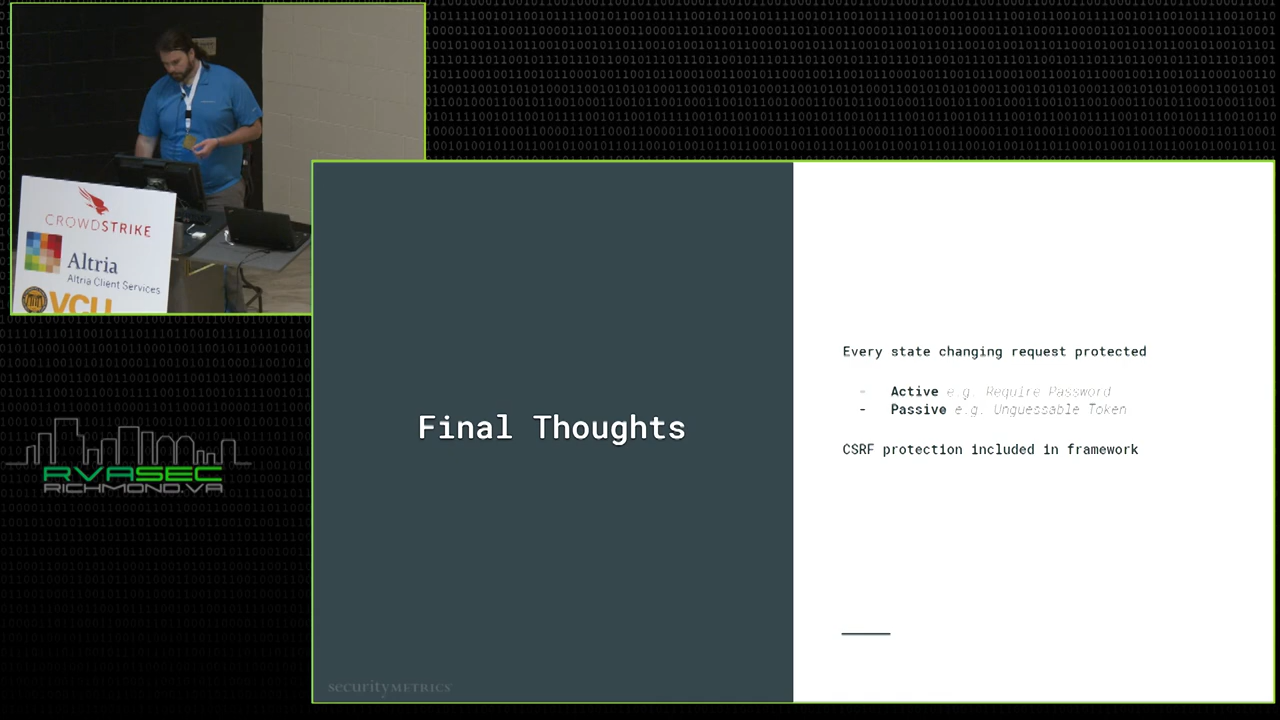 CROWDSTRIKE
Altria
Altria Client Services
VCU
RVASEC
RICHMOND.VA
Final Thoughts
securityMETRICS
Every state changing request protected
- Active e.g. Require Password
- Passive e.g. Unguessable Token
CSRF protection included in framework